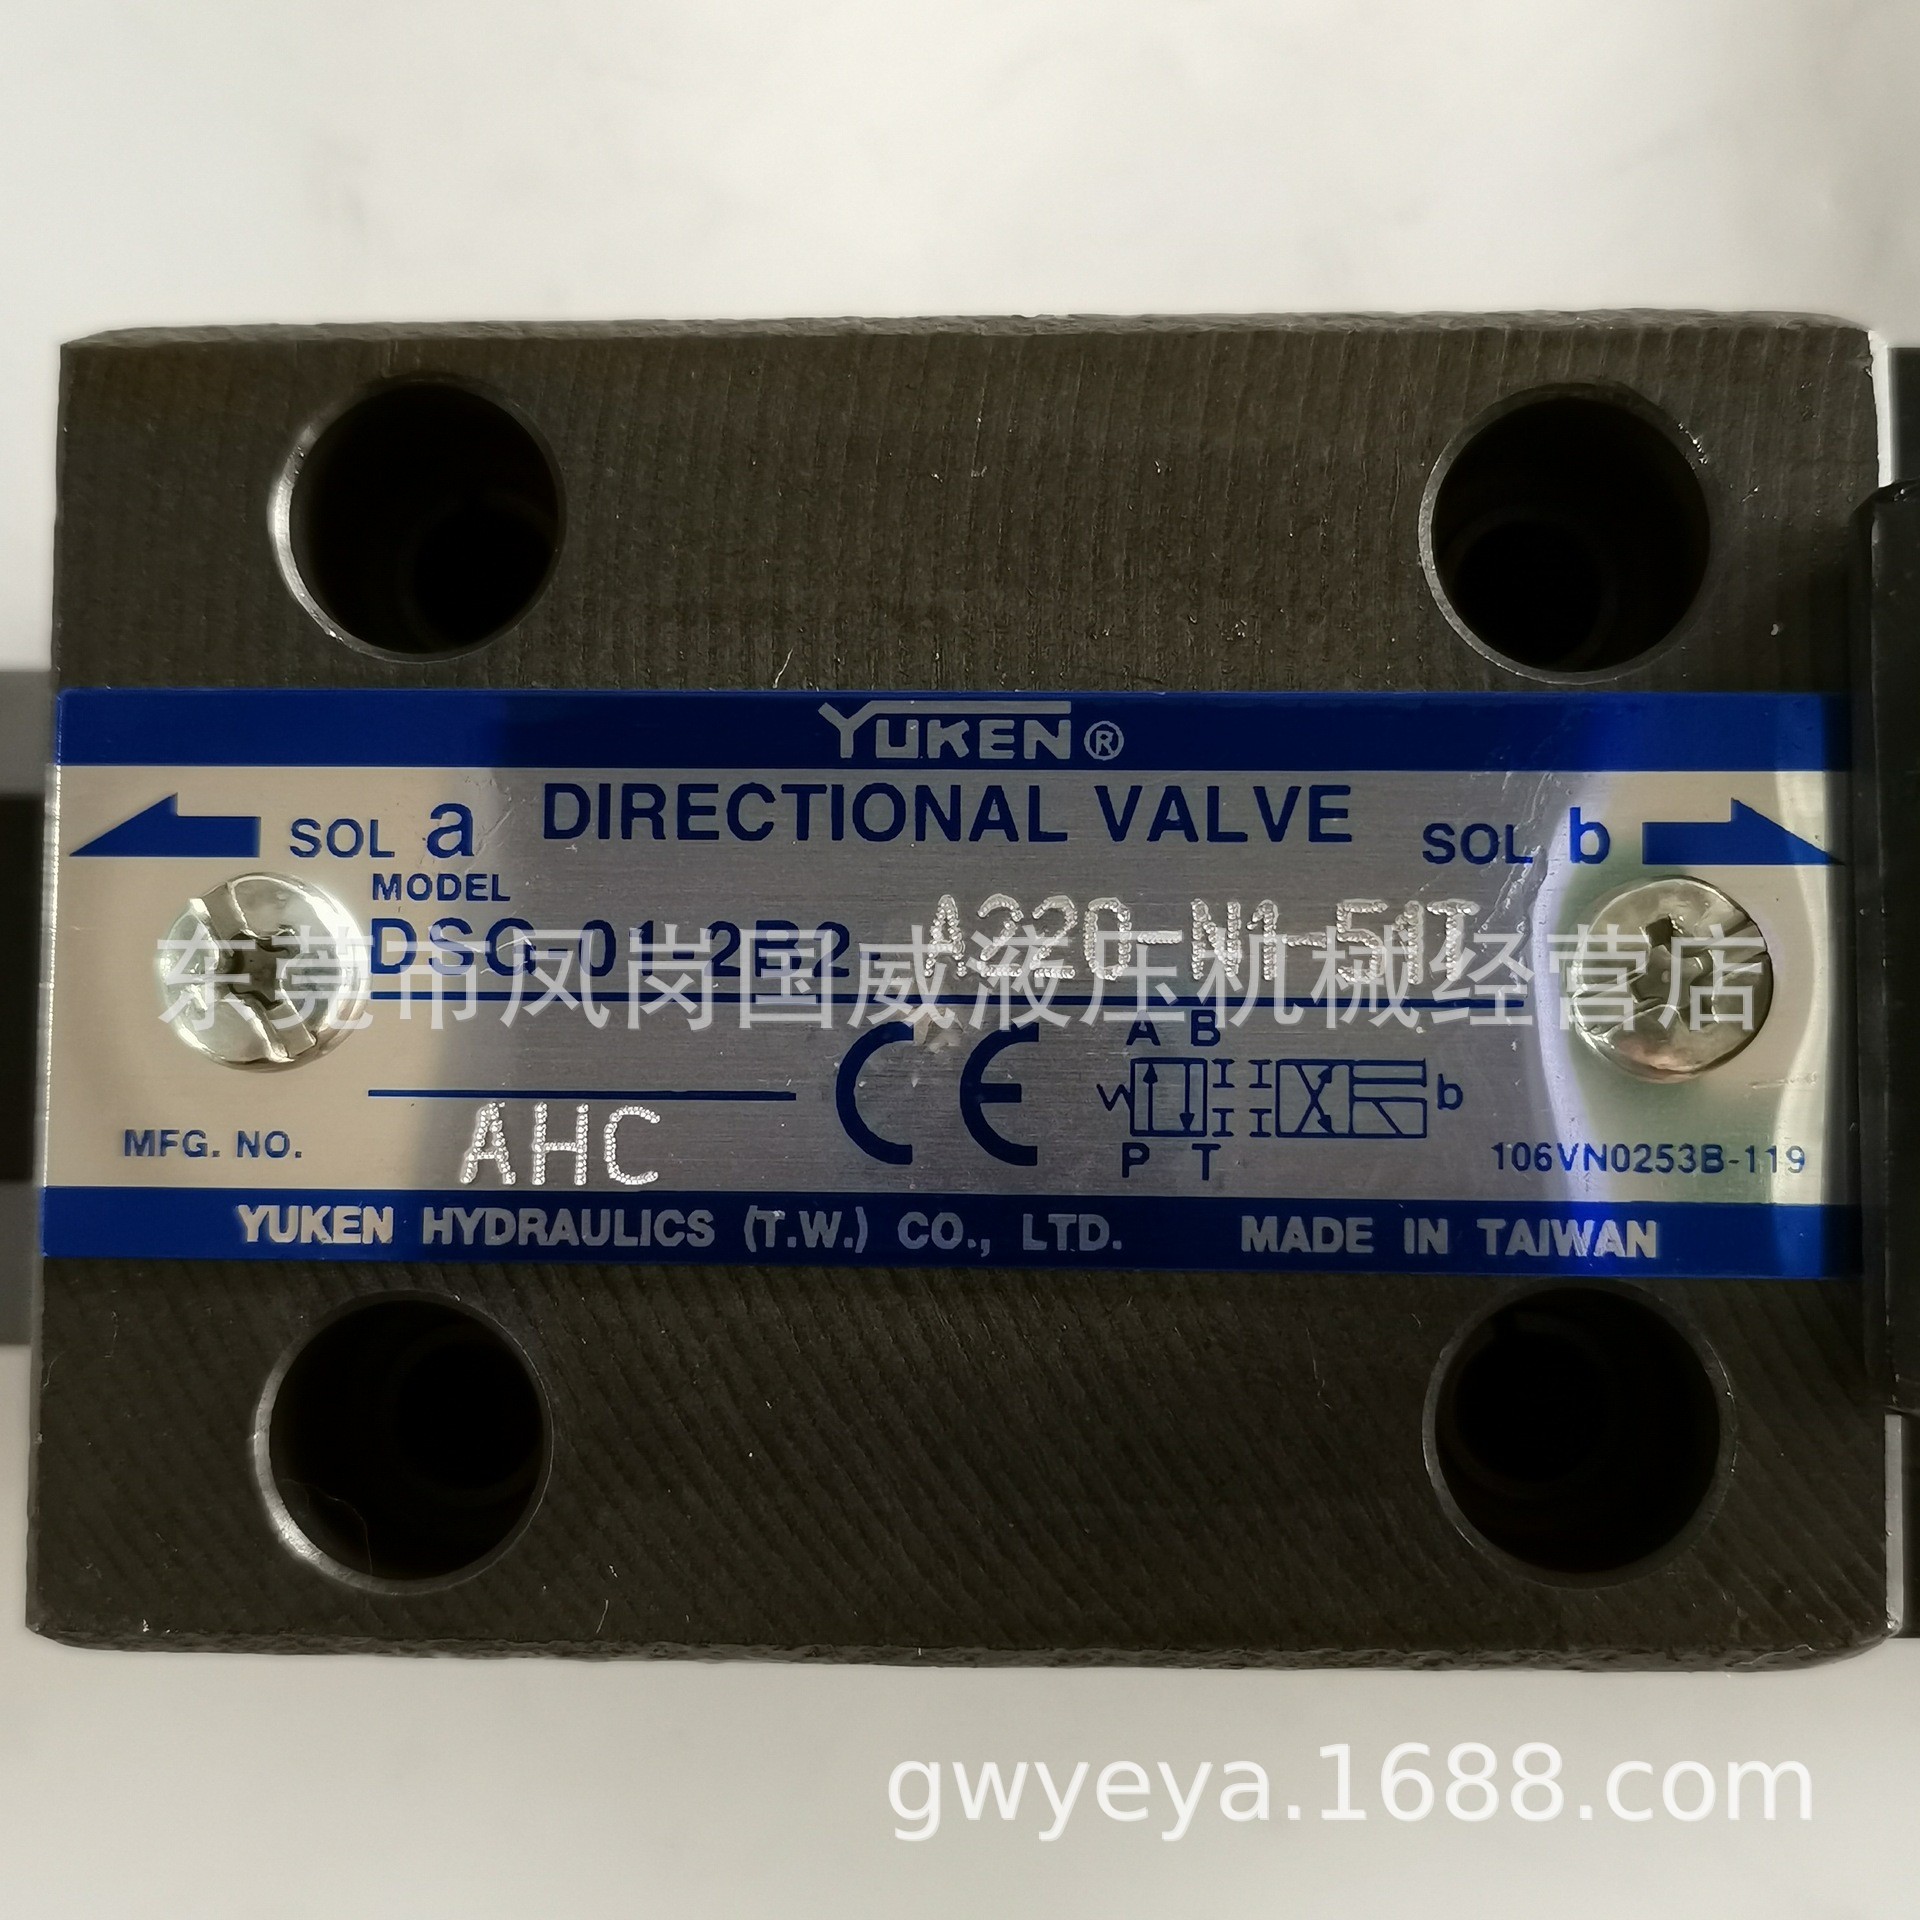 YUKEN®
DIRECTIONAL VALVE
SOL a
SOL b
MODEL
DSG-01-2B2-A220-N1-51T
东莞市凤岗国威液压机械经营店
A B
b
P T
CE
MFG. NO. AHC
106VN0253B-119
YUKEN HYDRAULICS (T.W.) CO., LTD. MADE IN TAIWAN
gwyeya.1688.com